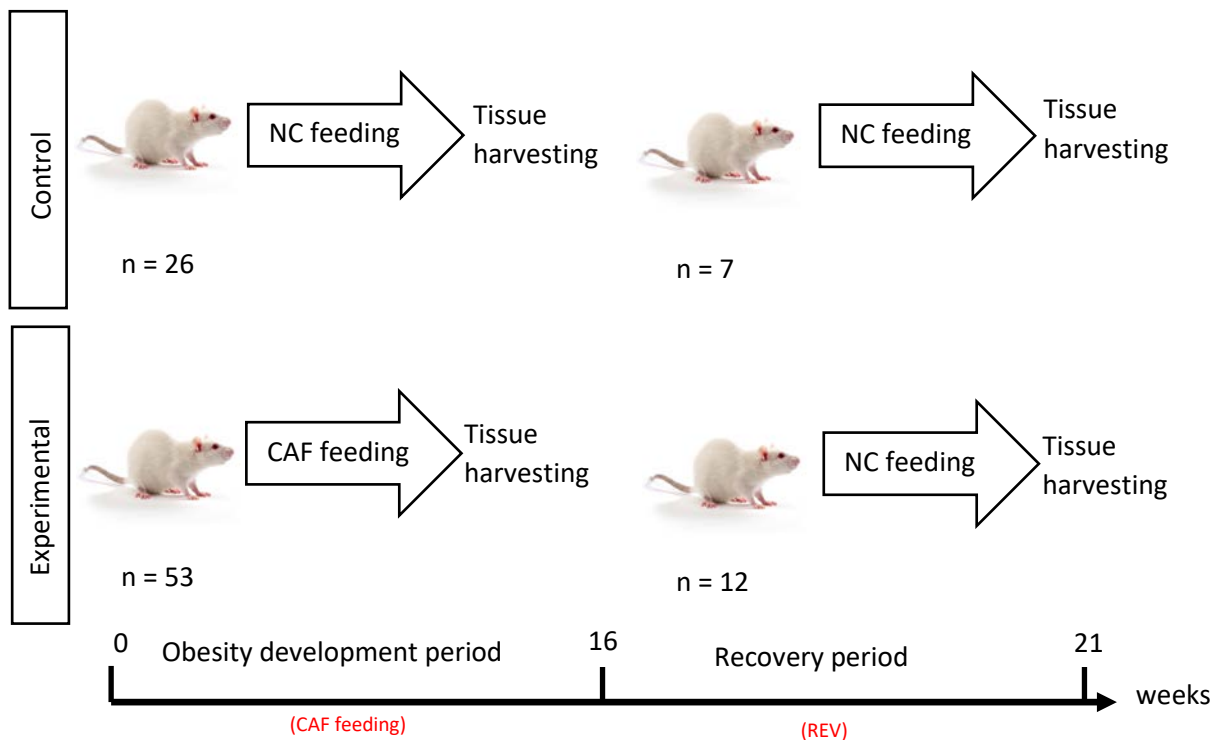 Control
NC feeding
Tissue
harvesting
n = 26
NC feeding
Tissue
harvesting
n = 7
Experimental
CAF feeding
Tissue
harvesting
n = 53
NC feeding
Tissue
harvesting
n = 12
0
Obesity development period
16
Recovery period
21
weeks
(CAF feeding)
(REV)